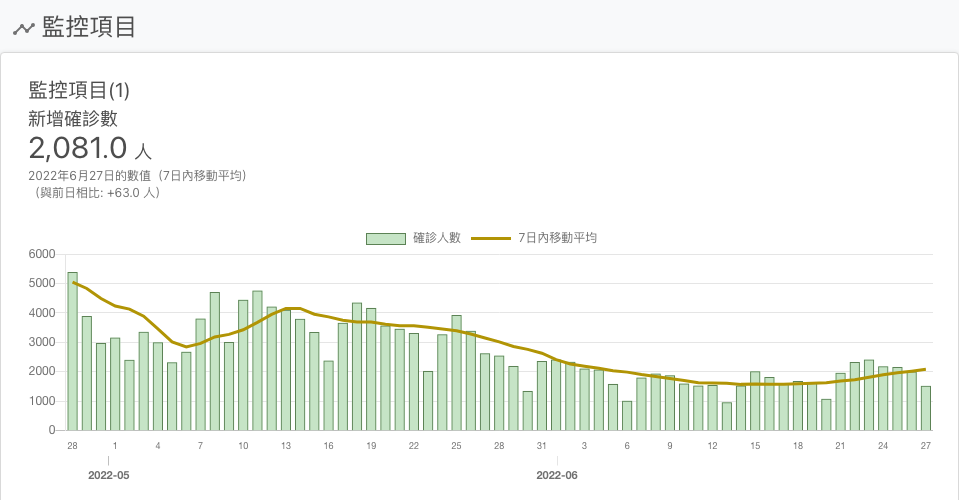 監控項目
監控項目(1)
新增確診數
2,081.0 人
2022年6月27日的數值（7日內移動平均）
（與前日相比: +63.0 人）
確診人數 7日內移動平均
6000
5000
4000
3000
2000
1000
0
28 1 4 7 10 13 16 19 22 25 28 31 3 6 9 12 15 18 21 24 27
2022-05 2022-06